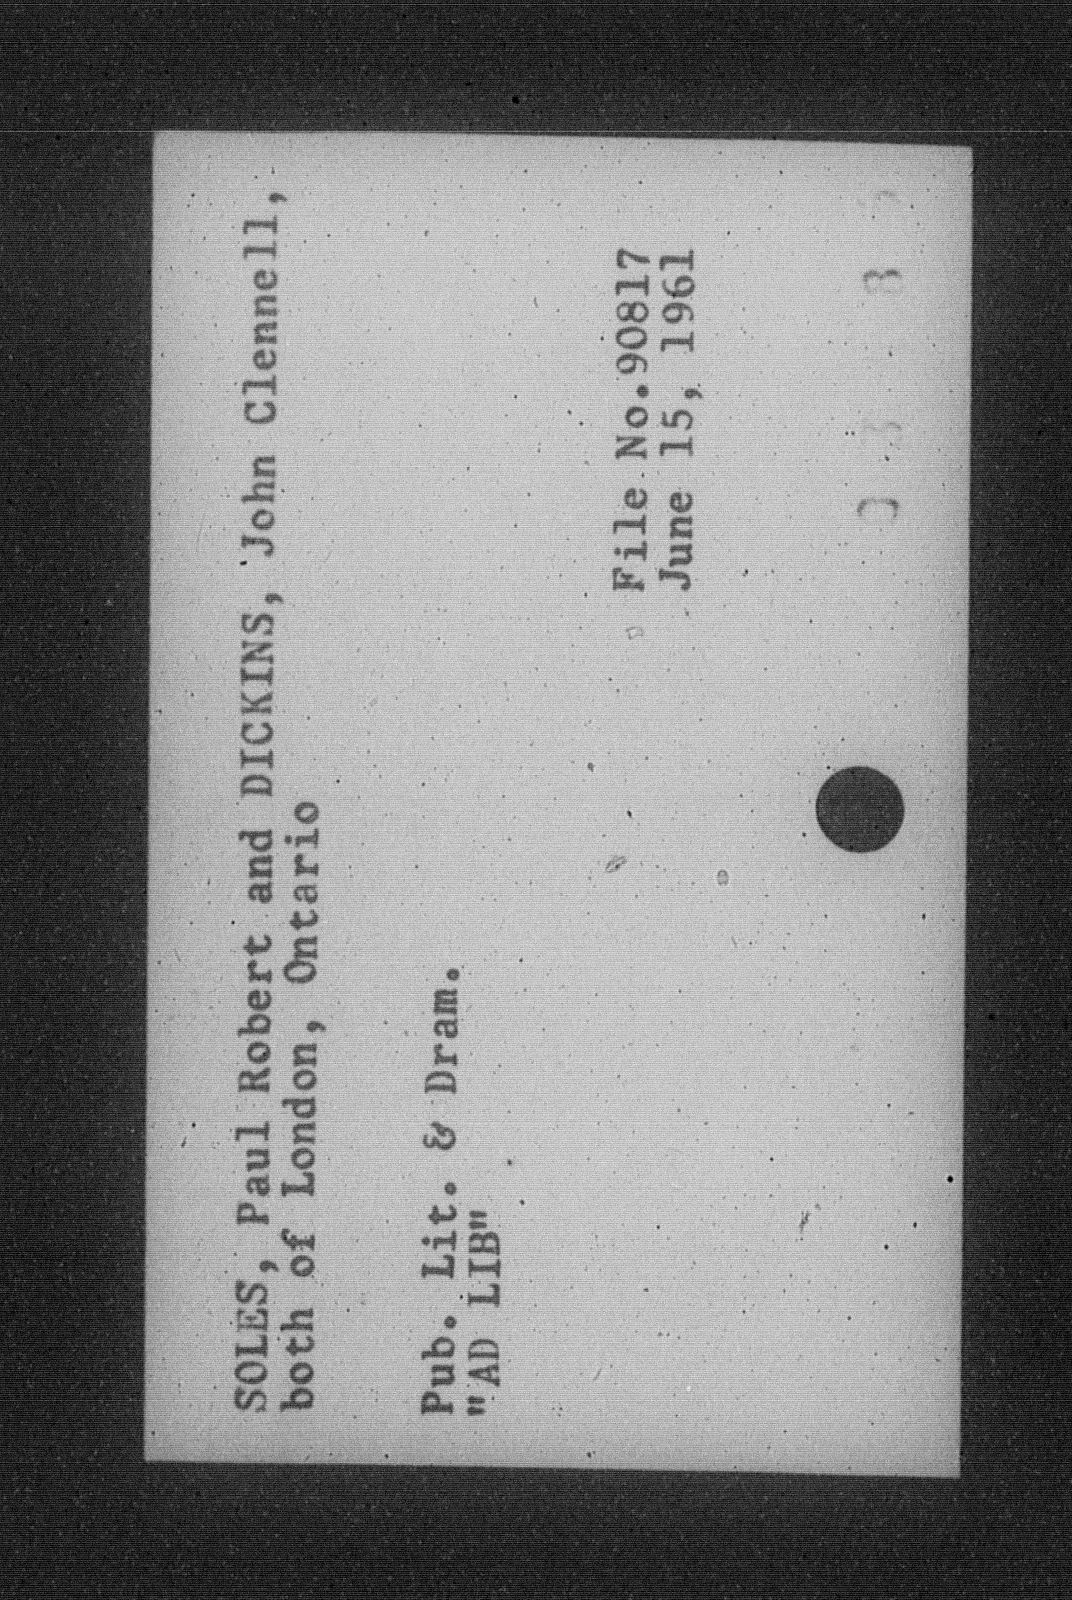 SOLES, Paul Robert and DICKINS, John Clennell,
both of London, Ontario
Pub. Lit. & Dram.
"AD LIB"
File No.90817
June 15, 1961